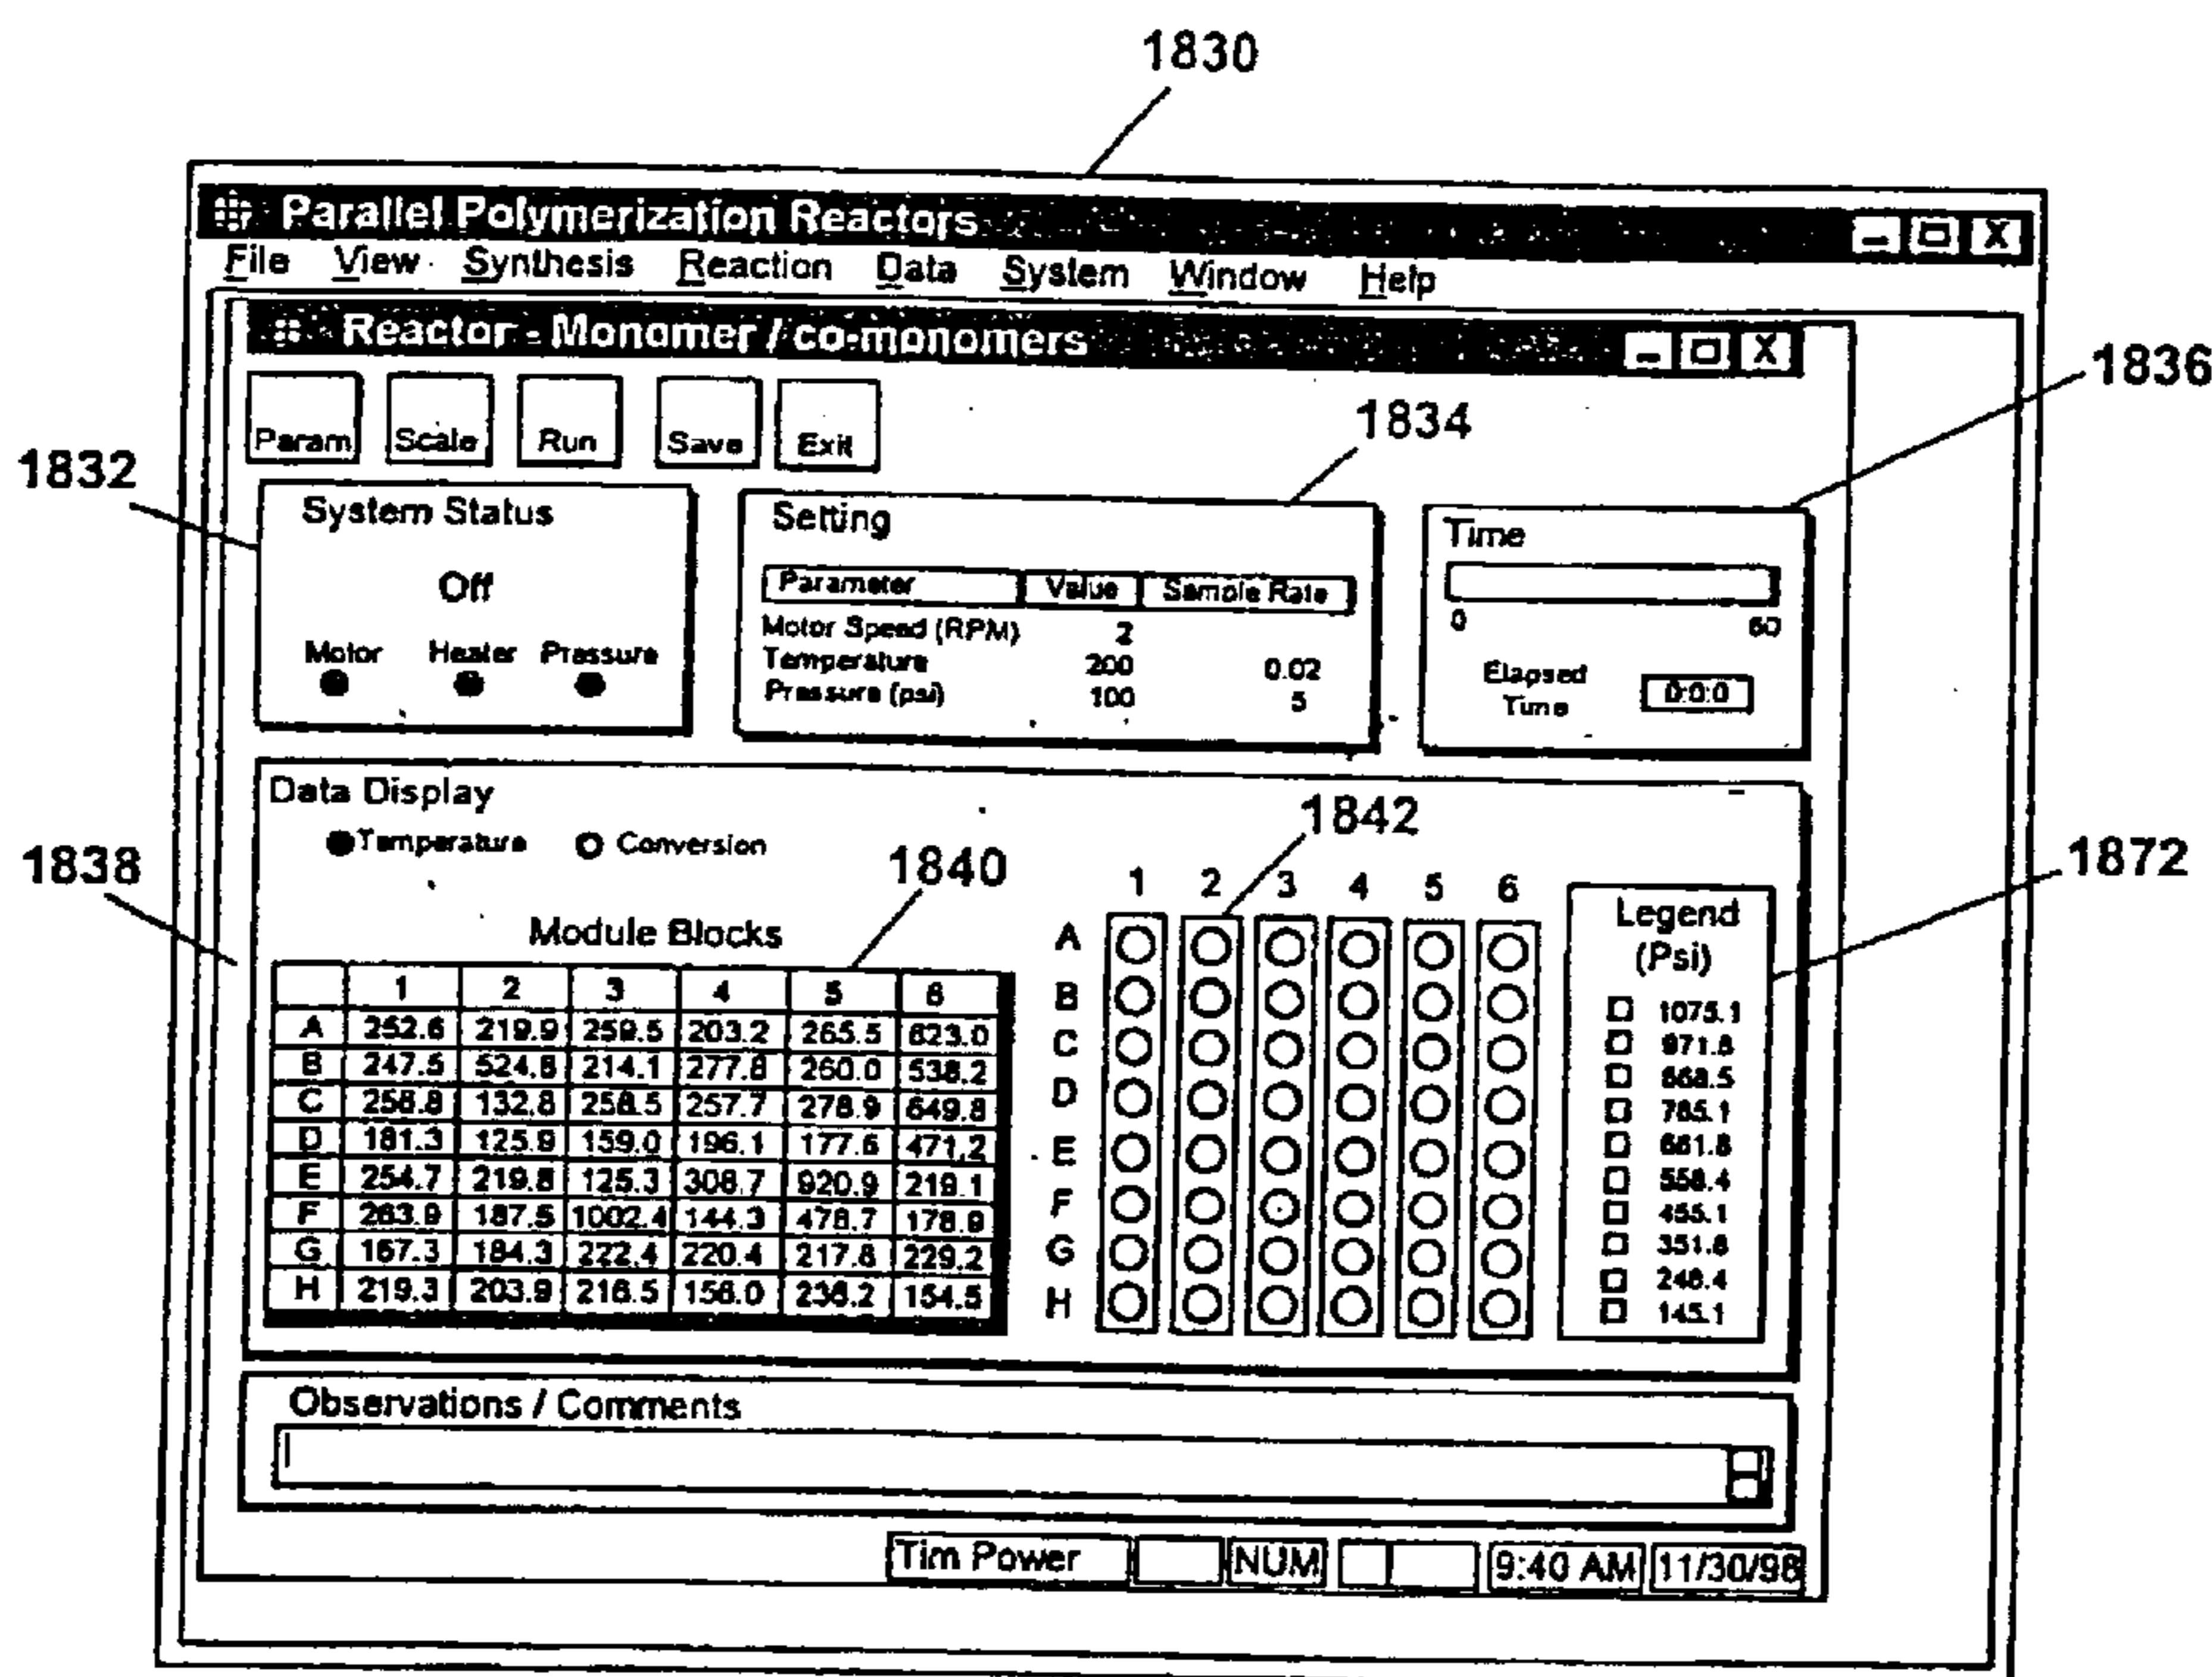 1830
Parallel Polymerization Reactors
File View Synthesis Reaction Data System Window Help
Reactor - Monomer / co-monomers
1836
Param Scale Run Save Exit
1834
1832
System Status
Off
Motor Heater Pressure
Setting
Parameter Value Sample Rate
Motor Speed (RPM) 2
Temperature 200 0.02
Pressure (psi) 100 5
Time
0 60
Elapsed
Time 0:0:0
Data Display
Temperature Conversion
1838
1840
1842
1872
Module Blocks
1 2 3 4 5 6
A 252.6 219.9 259.5 203.2 265.5 623.0
B 247.5 524.8 214.1 277.8 260.0 538.2
C 256.8 132.8 258.5 257.7 278.9 649.8
D 181.3 125.9 159.0 196.1 177.6 471.2
E 254.7 219.8 125.3 308.7 920.9 219.1
F 263.9 187.5 1002.4 144.3 478.7 178.9
G 167.3 184.3 222.4 220.4 217.8 229.2
H 219.3 203.9 216.5 158.0 238.2 154.5
1 2 3 4 5 6
A
B
C
D
E
F
G
H
Legend
(Psi)
1075.1
971.8
868.5
765.1
661.8
558.4
455.1
351.8
248.4
145.1
Observations / Comments
Tim Power NUM 9:40 AM 11/30/98